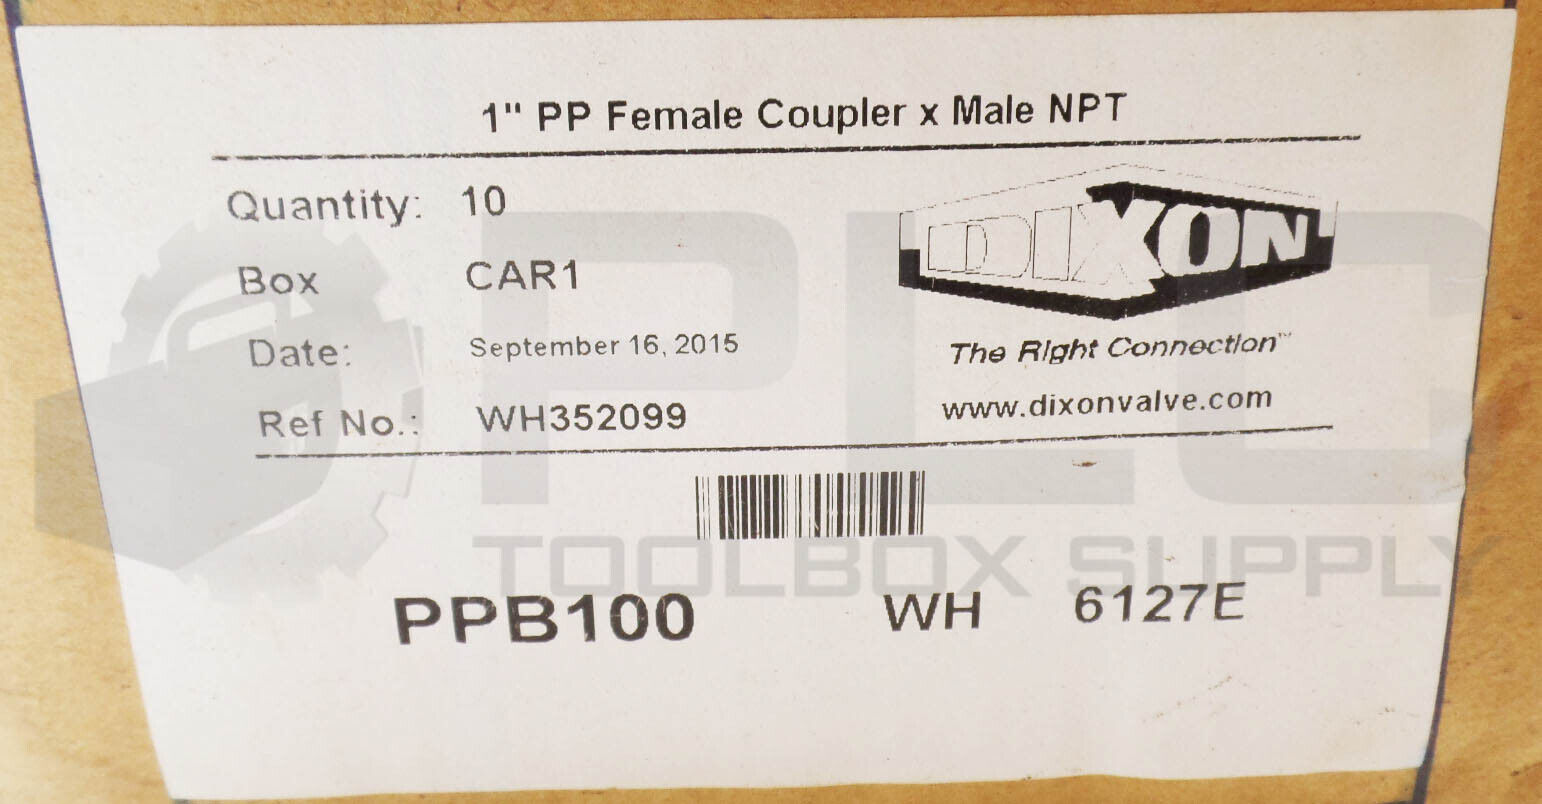 1" PP Female Coupler x Male NPT
Quantity: 10
Box CAR1
Date: September 16, 2015
Ref No.: WH352099
DIXON
The Right Connection™
www.dixonvalve.com
PLC
TOOLBOX SUPPLY
PPB100 WH 6127E